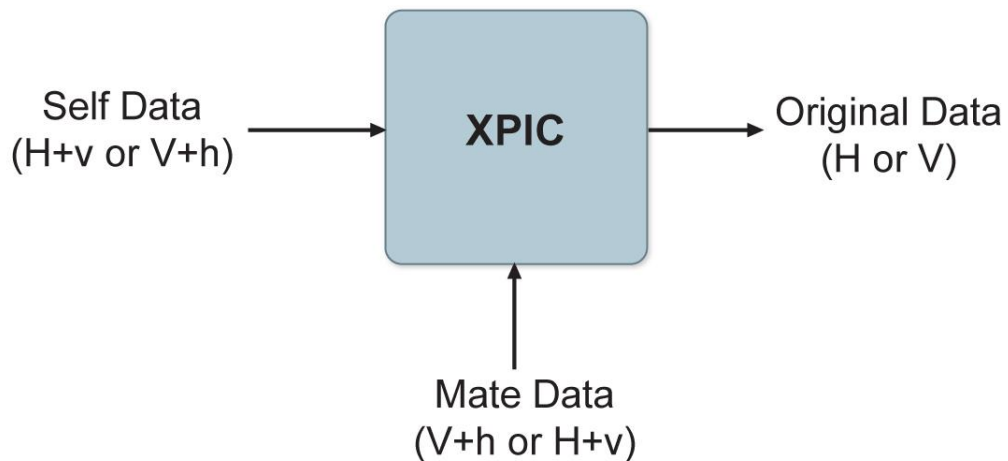 Self Data
(H+v or V+h)
XPIC
Original Data
(H or V)
Mate Data
(V+h or H+v)